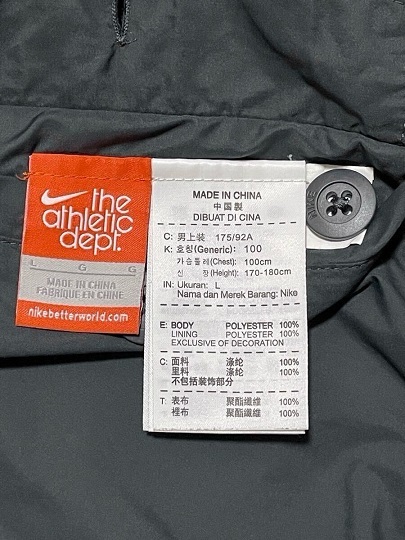 the
athletic
dept.
L G G
MADE IN CHINA
FABRIQUÉ EN CHINE
nikebetterworld.com
MADE IN CHINA
中国製
DIBUAT DI CINA
C: 男上装 175/92A
K: 호칭(Generic): 100
가슴둘레(Chest): 100cm
신 장(Height): 170-180cm
IN: Ukuran: L
Nama dan Merek Barang: Nike
E: BODY POLYESTER 100%
LINING POLYESTER 100%
EXCLUSIVE OF DECORATION
C: 面料 涤纶 100%
里料 涤纶 100%
不包括装饰部分
T: 表布 聚酯纖維 100%
裡布 聚酯纖維 100%
NIKE